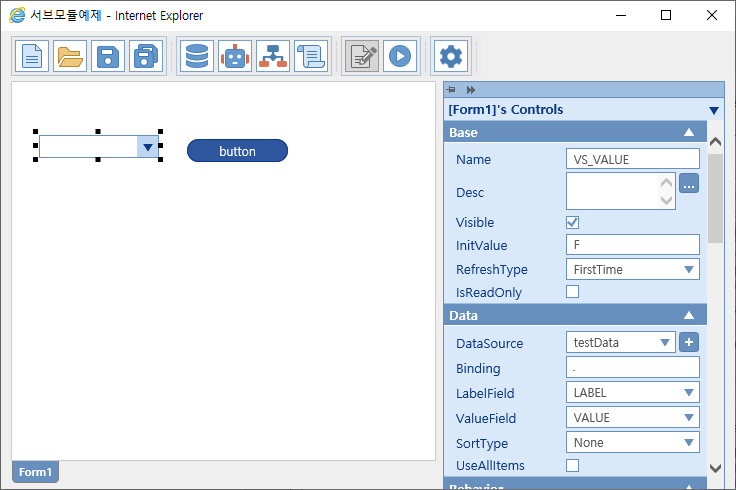 서브모듈예제 - Internet Explorer
button
[Form1]'s Controls
Base
Name VS_VALUE
Desc ...
Visible
InitValue F
RefreshType FirstTime
IsReadOnly
Data
DataSource testData +
Binding .
LabelField LABEL
ValueField VALUE
SortType None
UseAllItems
Behavior
Form1